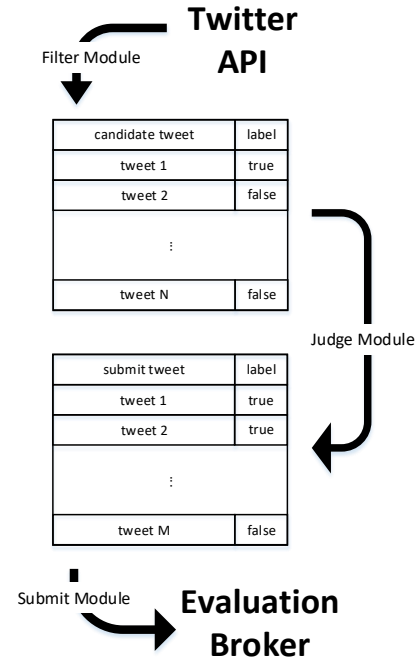 Twitter
API
Filter Module
candidate tweet label
tweet 1 true
tweet 2 false
⋮
tweet N false
Judge Module
submit tweet label
tweet 1 true
tweet 2 true
⋮
tweet M false
Submit Module
Evaluation
Broker